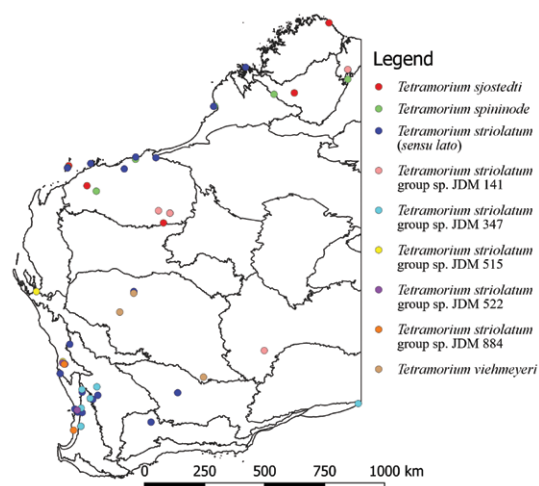 Legend
Tetramorium sjostedti
Tetramorium spininode
Tetramorium striolatum
(sensu lato)
Tetramorium striolatum
group sp. JDM 141
Tetramorium striolatum
group sp. JDM 347
Tetramorium striolatum
group sp. JDM 515
Tetramorium striolatum
group sp. JDM 522
Tetramorium striolatum
group sp. JDM 884
Tetramorium viehmeyeri
0 250 500 750 1000 km